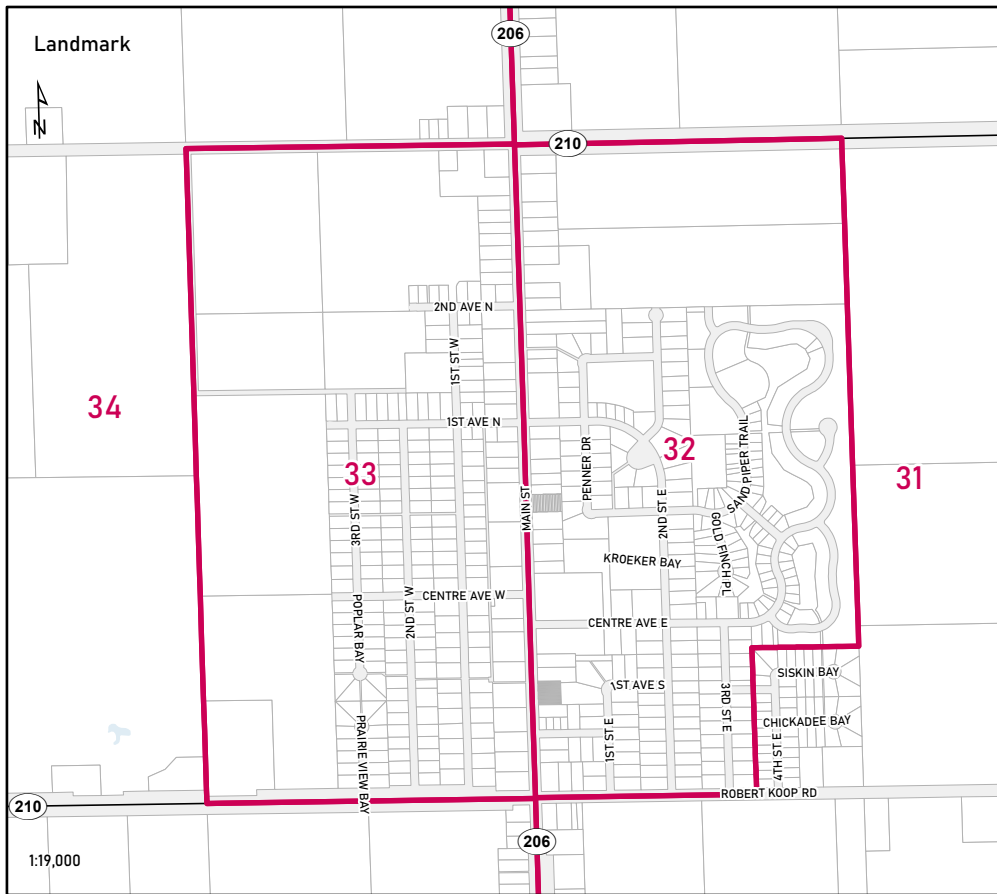 Landmark
206
N
210
2ND AVE N
1ST ST W
34
1ST AVE N
33
32
31
PENNER DR
SAND PIPER TRAIL
3RD ST W
MAIN ST
2ND ST E
GOLD FINCH PL
KROEKER BAY
2ND ST W
POPLAR BAY
CENTRE AVE W
CENTRE AVE E
SISKIN BAY
1ST AVE S
3RD ST E
CHICKADEE BAY
PRAIRIE VIEW BAY
1ST ST E
4TH ST E
ROBERT KOOP RD
210
206
1:19,000